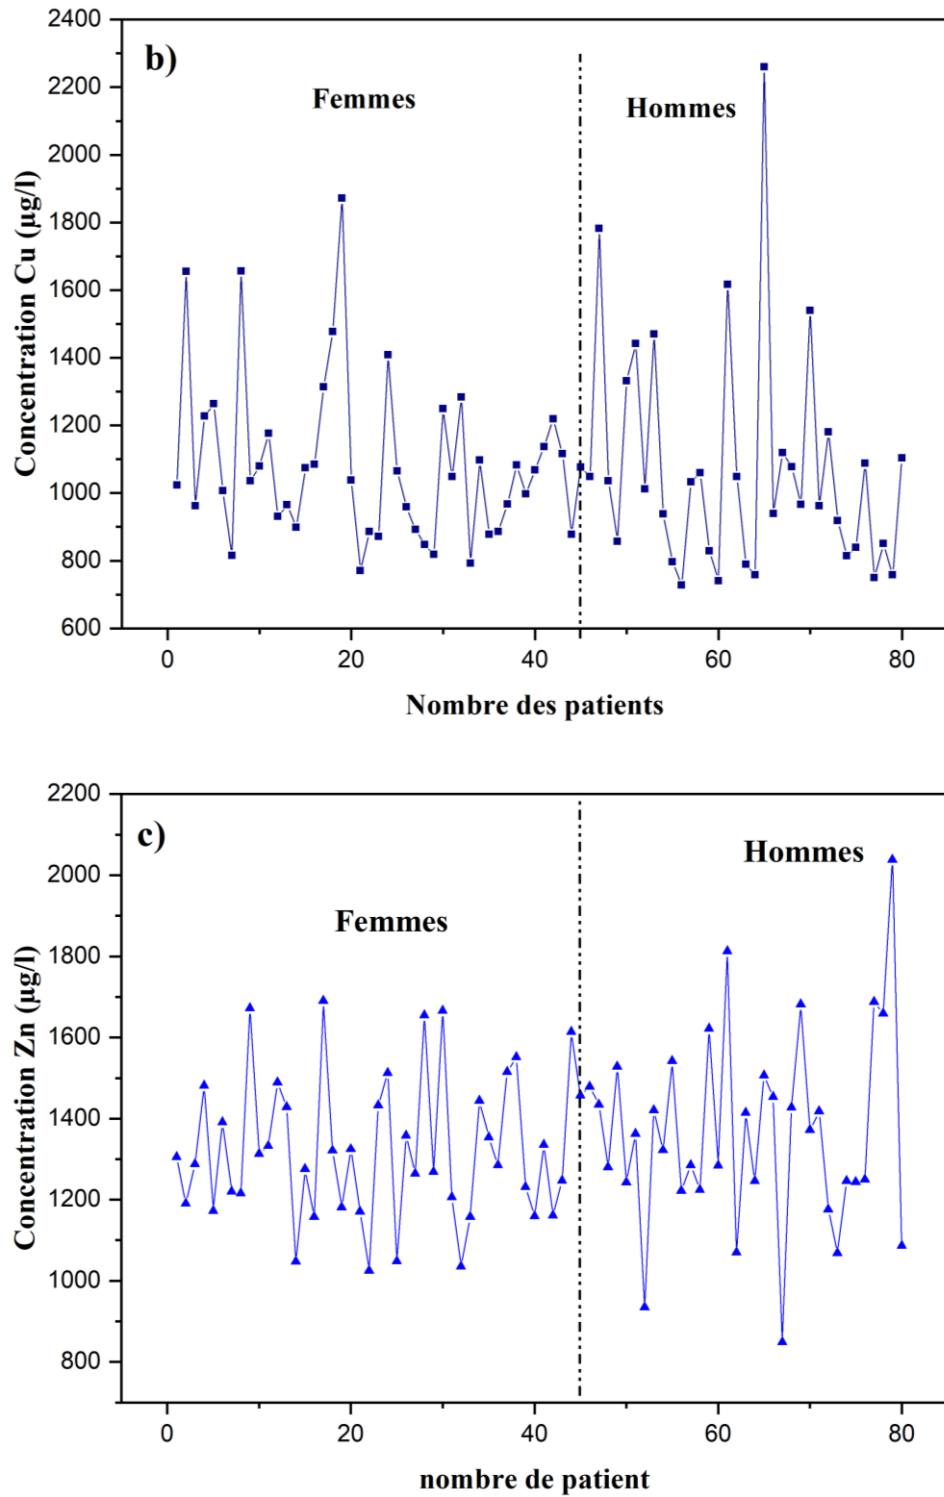 b)
Femmes
Hommes
Concentration Cu (µg/l)
2400
2200
2000
1800
1600
1400
1200
1000
800
600
0 20 40 60 80
Nombre des patients
c)
Hommes
Femmes
Concentration Zn (µg/l)
2200
2000
1800
1600
1400
1200
1000
800
0 20 40 60 80
nombre de patient